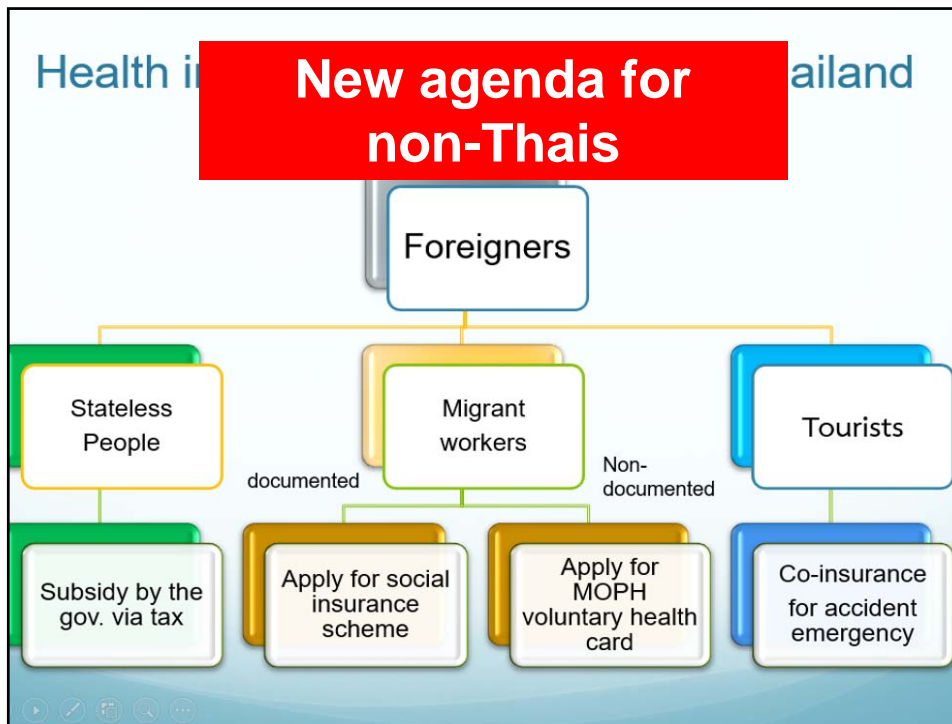 Health
ailand
New agenda for
non-Thais
Foreigners
Stateless
People
Migrant
workers
Tourists
documented
Non-
documented
Subsidy by the
gov. via tax
Apply for social
insurance
scheme
Apply for
MOPH
voluntary health
card
Co-insurance
for accident
emergency